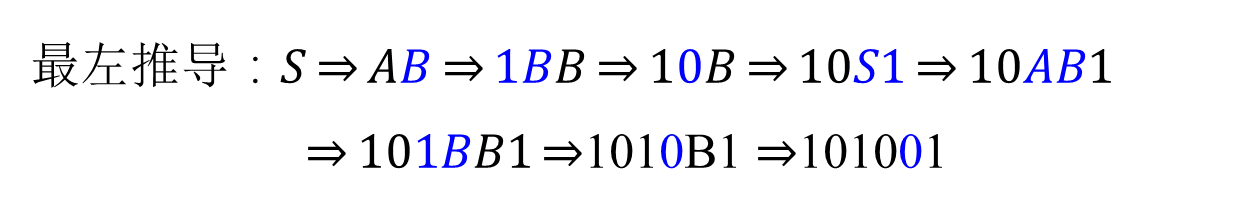 最左推导：S ⇒ AB ⇒ 1BB ⇒ 10B ⇒ 10S1 ⇒ 10AB1
⇒ 101BB1 ⇒1010B1 ⇒101001